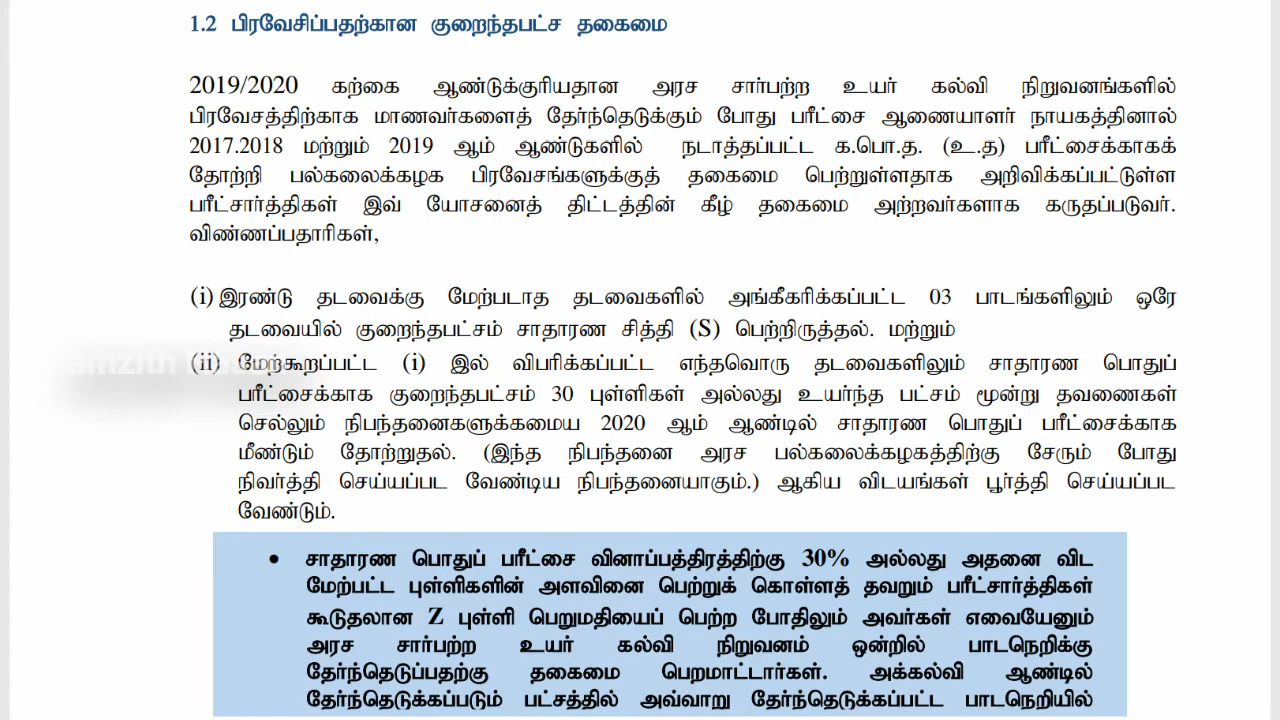 1.2 பிரவேசிப்பதற்கான குறைந்தபட்ச தகைமை
2019/2020 கற்கை ஆண்டுக்குரியதான அரச சார்பற்ற உயர் கல்வி நிறுவனங்களில்
பிரவேசத்திற்காக மாணவர்களைத் தேர்ந்தெடுக்கும் போது பரீட்சை ஆணையாளர் நாயகத்தினால்
2017.2018 மற்றும் 2019 ஆம் ஆண்டுகளில் நடாத்தப்பட்ட க.பொ.த. (உ.த) பரீட்சைக்காகக்
தோற்றி பல்கலைக்கழக பிரவேசங்களுக்குத் தகைமை பெற்றுள்ளதாக அறிவிக்கப்பட்டுள்ள
பரீட்சார்த்திகள் இவ் யோசனைத் திட்டத்தின் கீழ் தகைமை அற்றவர்களாக கருதப்படுவர்.
விண்ணப்பதாரிகள்,
(i) இரண்டு தடவைக்கு மேற்படாத தடவைகளில் அங்கீகரிக்கப்பட்ட 03 பாடங்களிலும் ஒரே
தடவையில் குறைந்தபட்சம் சாதாரண சித்தி (S) பெற்றிருத்தல். மற்றும்
(ii) மேற்கூறப்பட்ட (i) இல் விபரிக்கப்பட்ட எந்தவொரு தடவைகளிலும் சாதாரண பொதுப்
பரீட்சைக்காக குறைந்தபட்சம் 30 புள்ளிகள் அல்லது உயர்ந்த பட்சம் மூன்று தவணைகள்
செல்லும் நிபந்தனைகளுக்கமைய 2020 ஆம் ஆண்டில் சாதாரண பொதுப் பரீட்சைக்காக
மீண்டும் தோற்றுதல். (இந்த நிபந்தனை அரச பல்கலைக்கழகத்திற்கு சேரும் போது
நிவர்த்தி செய்யப்பட வேண்டிய நிபந்தனையாகும்.) ஆகிய விடயங்கள் பூர்த்தி செய்யப்பட
வேண்டும்.
• சாதாரண பொதுப் பரீட்சை வினாப்பத்திரத்திற்கு 30% அல்லது அதனை விட
மேற்பட்ட புள்ளிகளின் அளவினை பெற்றுக் கொள்ளத் தவறும் பரீட்சார்த்திகள்
கூடுதலான Z புள்ளி பெறுமதியைப் பெற்ற போதிலும் அவர்கள் எவையேனும்
அரச சார்பற்ற உயர் கல்வி நிறுவனம் ஒன்றில் பாடநெறிக்கு
தேர்ந்தெடுப்பதற்கு தகைமை பெறமாட்டார்கள். அக்கல்வி ஆண்டில்
தேர்ந்தெடுக்கப்படும் பட்சத்தில் அவ்வாறு தேர்ந்தெடுக்கப்பட்ட பாடநெறியில்